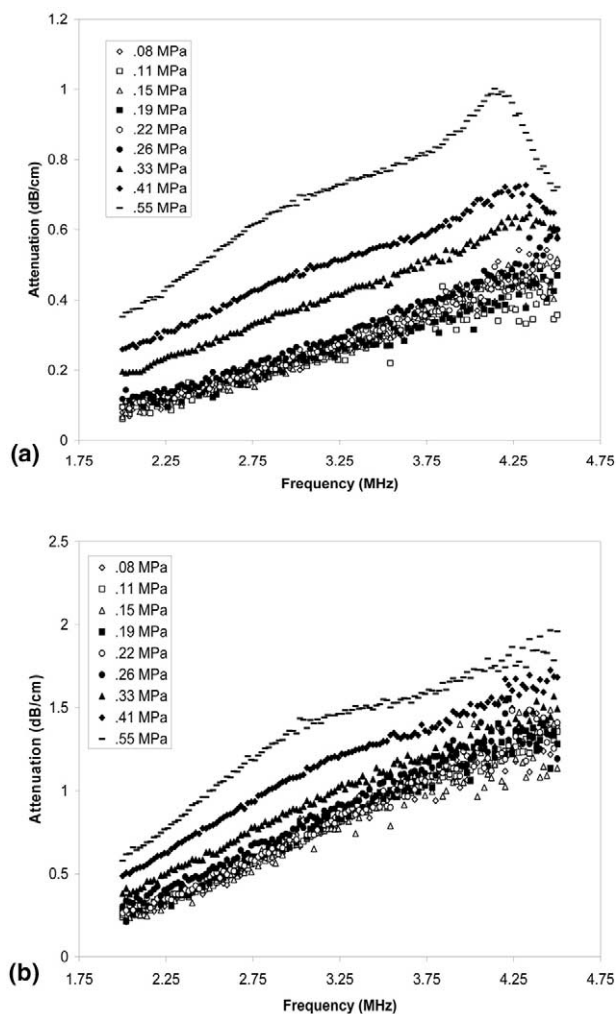 1.2
1
0.8
0.6
0.4
0.2
0
Attenuation (dB/cm)
.08 MPa
.11 MPa
.15 MPa
.19 MPa
.22 MPa
.26 MPa
.33 MPa
.41 MPa
.55 MPa
1.75 2.25 2.75 3.25 3.75 4.25 4.75
Frequency (MHz)
(a)
2.5
2
1.5
1
0.5
0
Attenuation (dB/cm)
.08 MPa
.11 MPa
.15 MPa
.19 MPa
.22 MPa
.26 MPa
.33 MPa
.41 MPa
.55 MPa
1.75 2.25 2.75 3.25 3.75 4.25 4.75
Frequency (MHz)
(b)